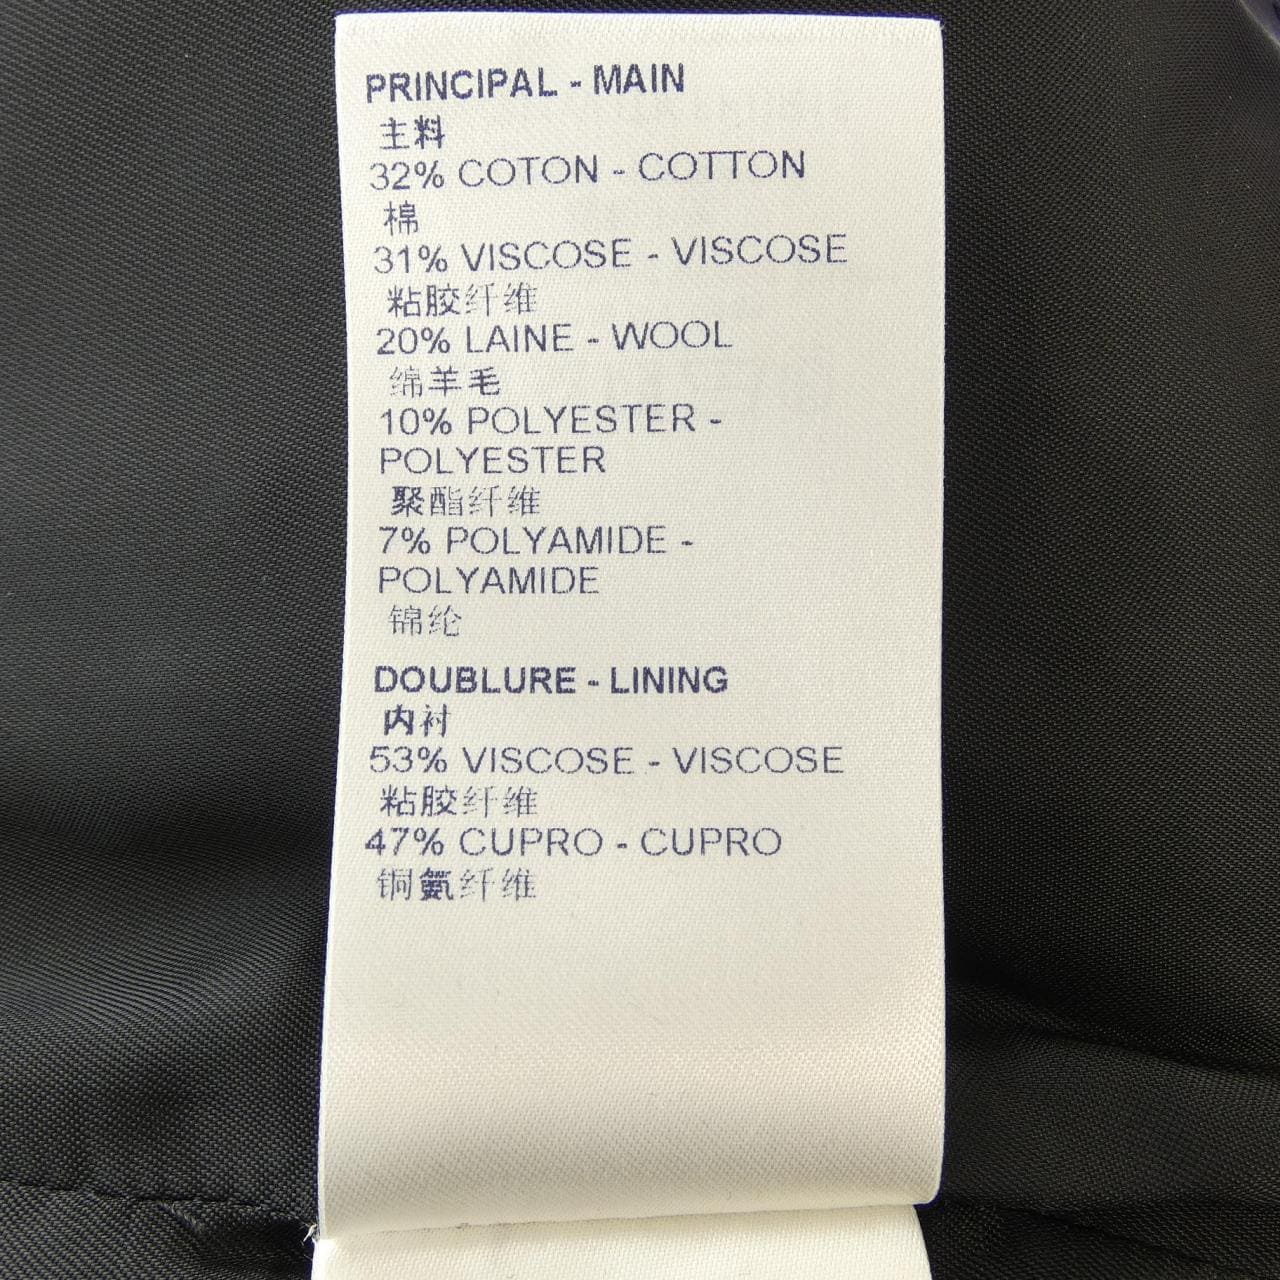 PRINCIPAL - MAIN
主料
32% COTON - COTTON
棉
31% VISCOSE - VISCOSE
粘胶纤维
20% LAINE - WOOL
绵羊毛
10% POLYESTER -
POLYESTER
聚酯纤维
7% POLYAMIDE -
POLYAMIDE
锦纶
DOUBLURE - LINING
内衬
53% VISCOSE - VISCOSE
粘胶纤维
47% CUPRO - CUPRO
铜氨纤维